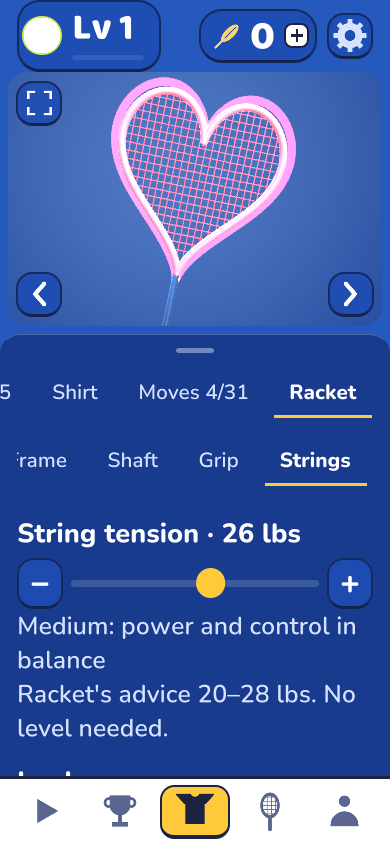 Lv 1
0
5 Shirt Moves 4/31 Racket
Frame Shaft Grip Strings
String tension · 26 lbs
Medium: power and control in
balance
Racket's advice 20–28 lbs. No
level needed.